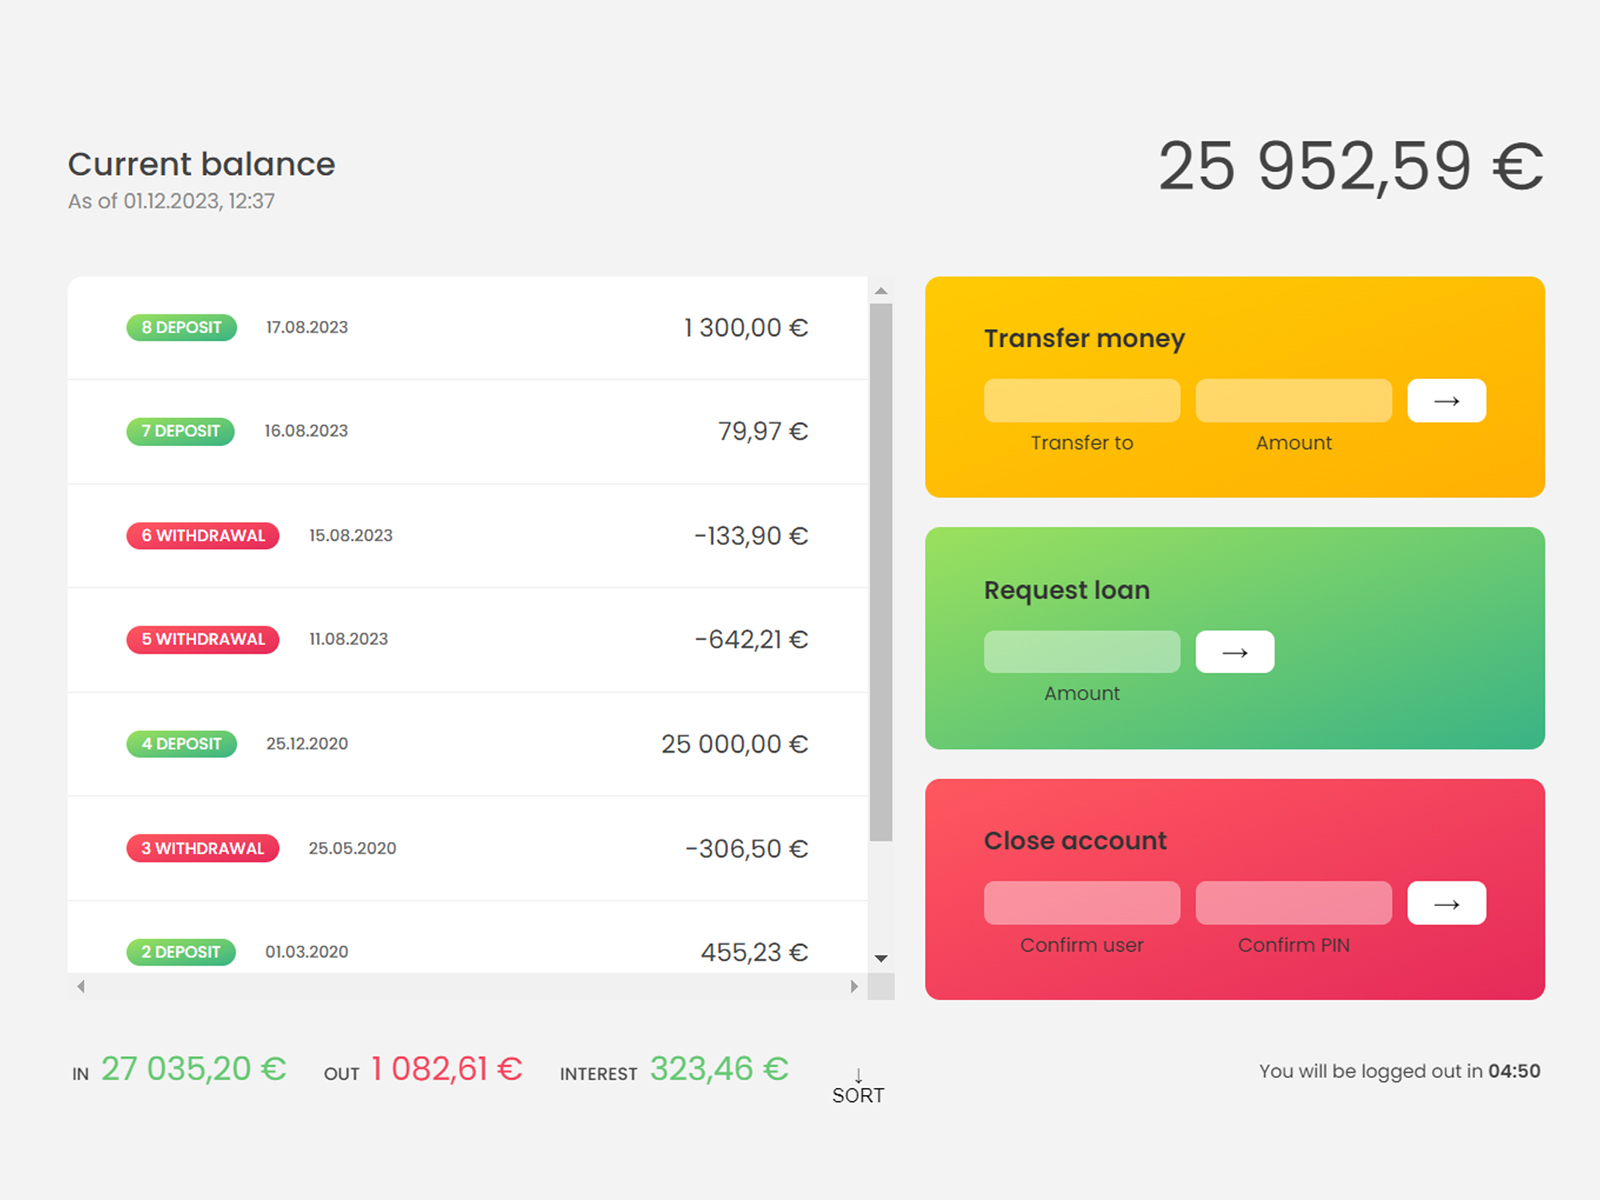 Current balance
As of 01.12.2023, 12:37
25 952,59 €
8 DEPOSIT 17.08.2023 1 300,00 €
7 DEPOSIT 16.08.2023 79,97 €
6 WITHDRAWAL 15.08.2023 -133,90 €
5 WITHDRAWAL 11.08.2023 -642,21 €
4 DEPOSIT 25.12.2020 25 000,00 €
3 WITHDRAWAL 25.05.2020 -306,50 €
2 DEPOSIT 01.03.2020 455,23 €
Transfer money
→
Transfer to Amount
Request loan
→
Amount
Close account
→
Confirm user Confirm PIN
IN 27 035,20 € OUT 1 082,61 € INTEREST 323,46 €
↓
SORT
You will be logged out in 04:50